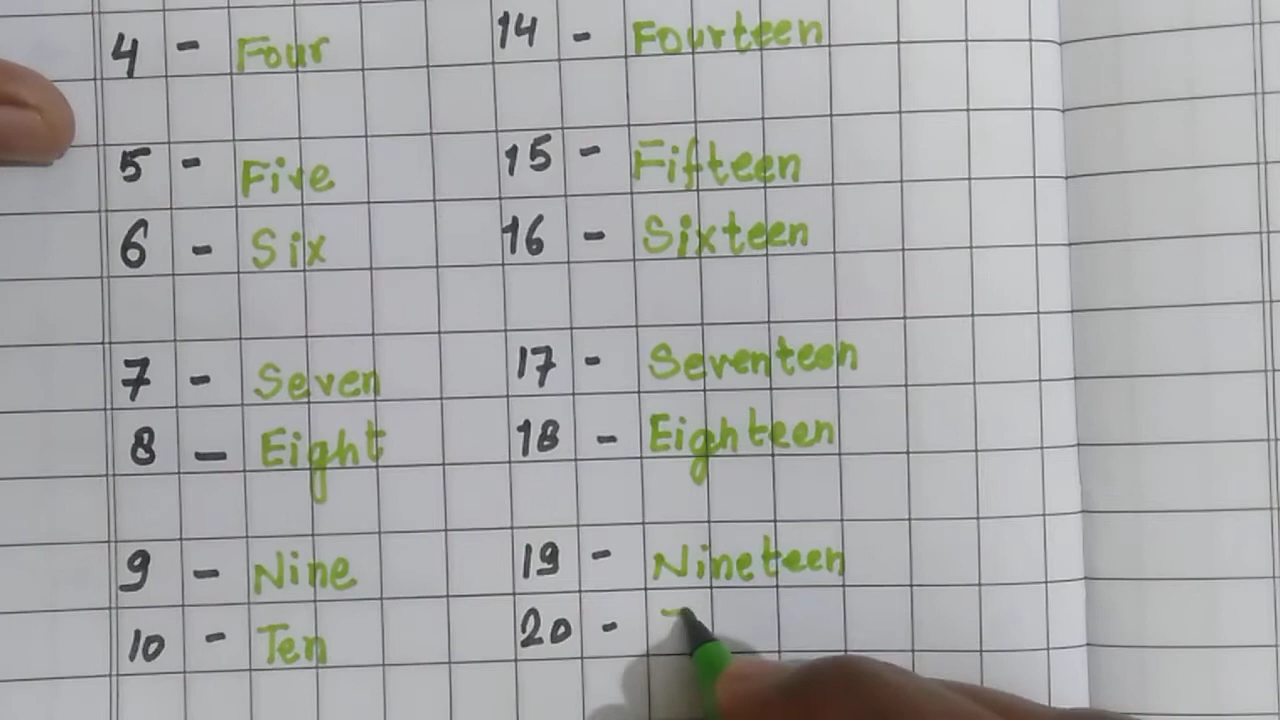 4 - Four 14 - Fourteen
5 - Five 15 - Fifteen
6 - Six 16 - Sixteen
7 - Seven 17 - Seventeen
8 - Eight 18 - Eighteen
9 - Nine 19 - Nineteen
10 - Ten 20 -